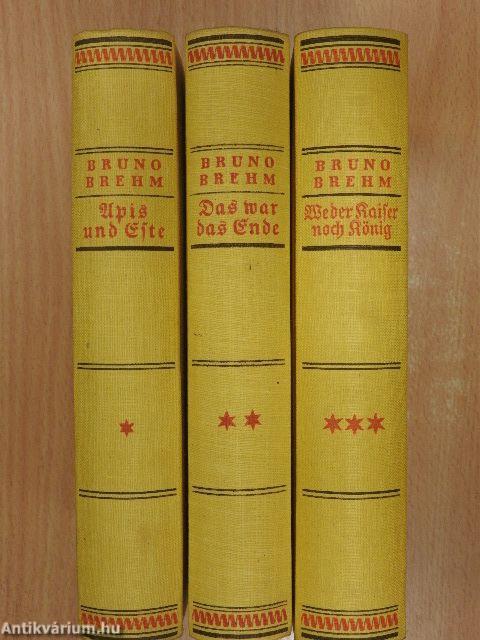 BRUNO
BREHM
Apis
und Este
BRUNO
BREHM
Das war
das Ende
BRUNO
BREHM
Weder Kaiser
noch König
Antikvárium.hu